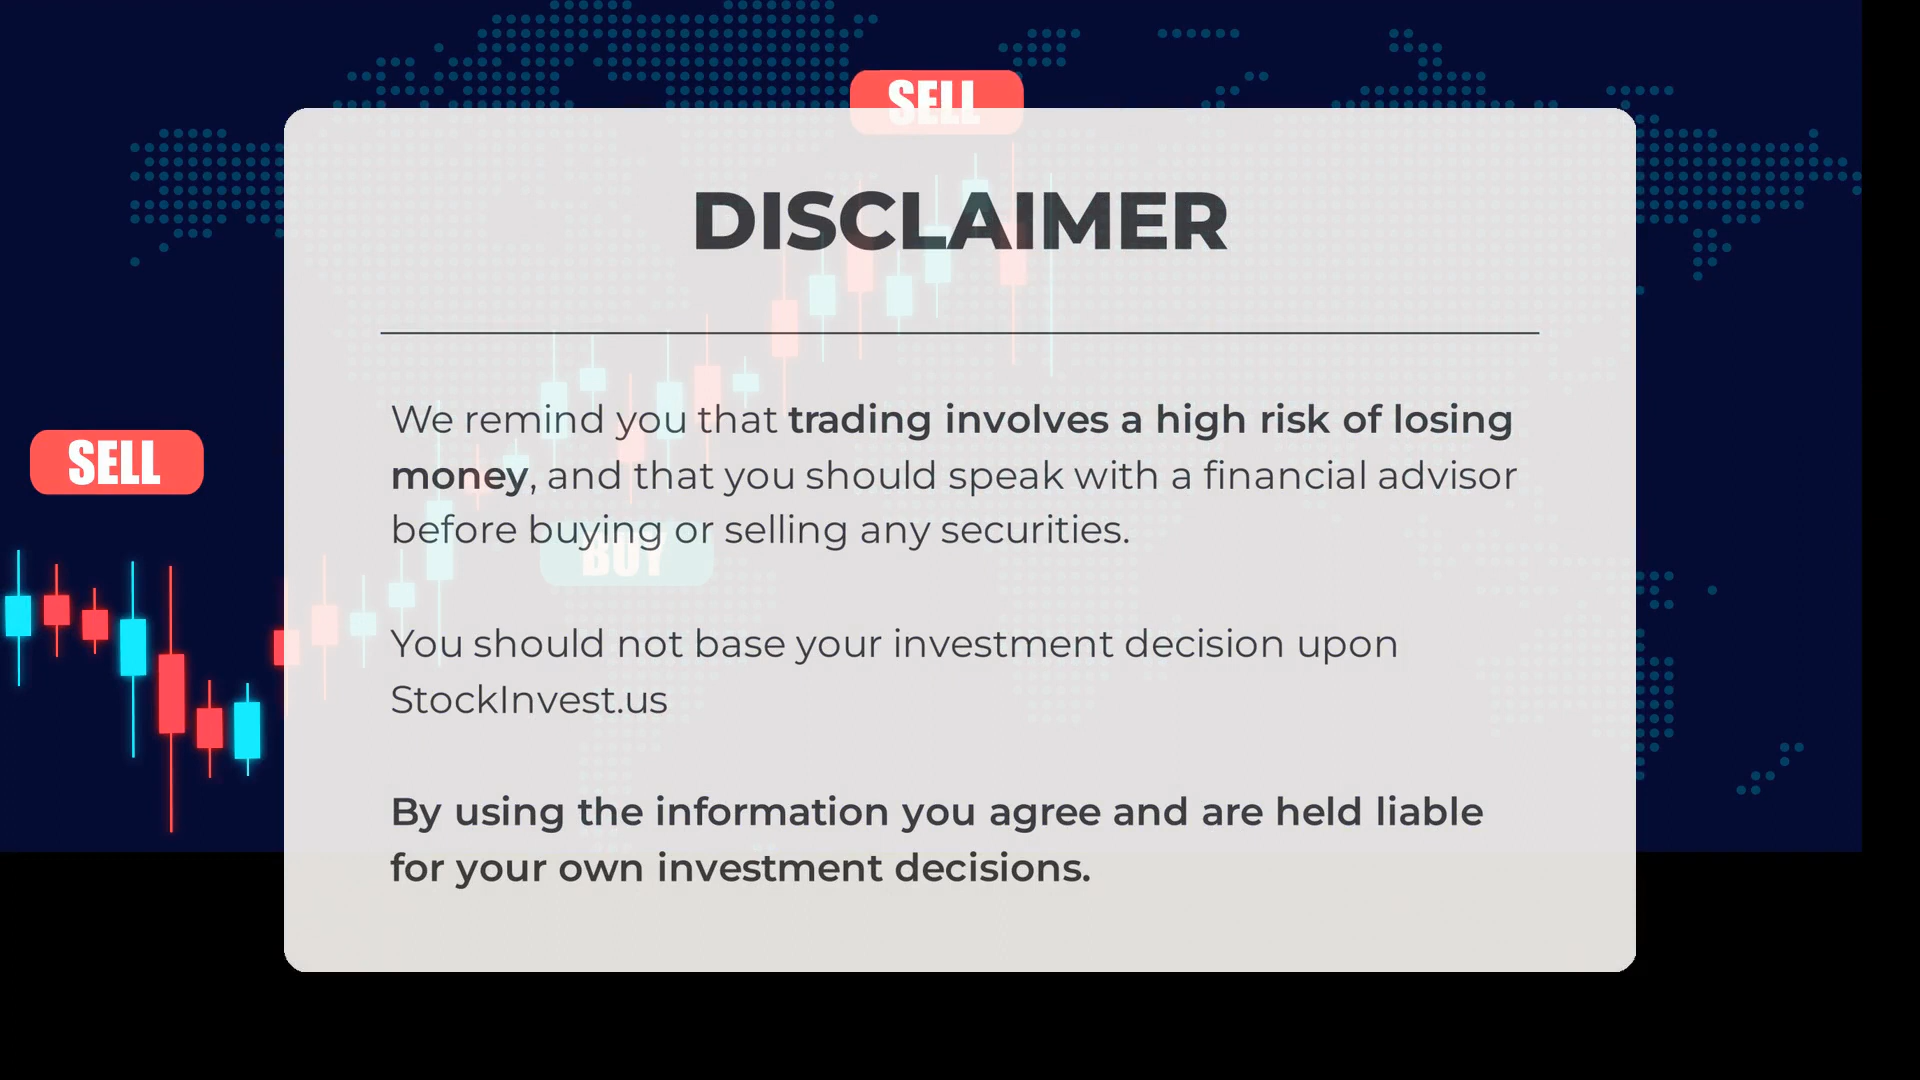 SELL
DISCLAIMER
We remind you that trading involves a high risk of losing
money, and that you should speak with a financial advisor
before buying or selling any securities.
SELL
BUY
You should not base your investment decision upon
StockInvest.us
By using the information you agree and are held liable
for your own investment decisions.